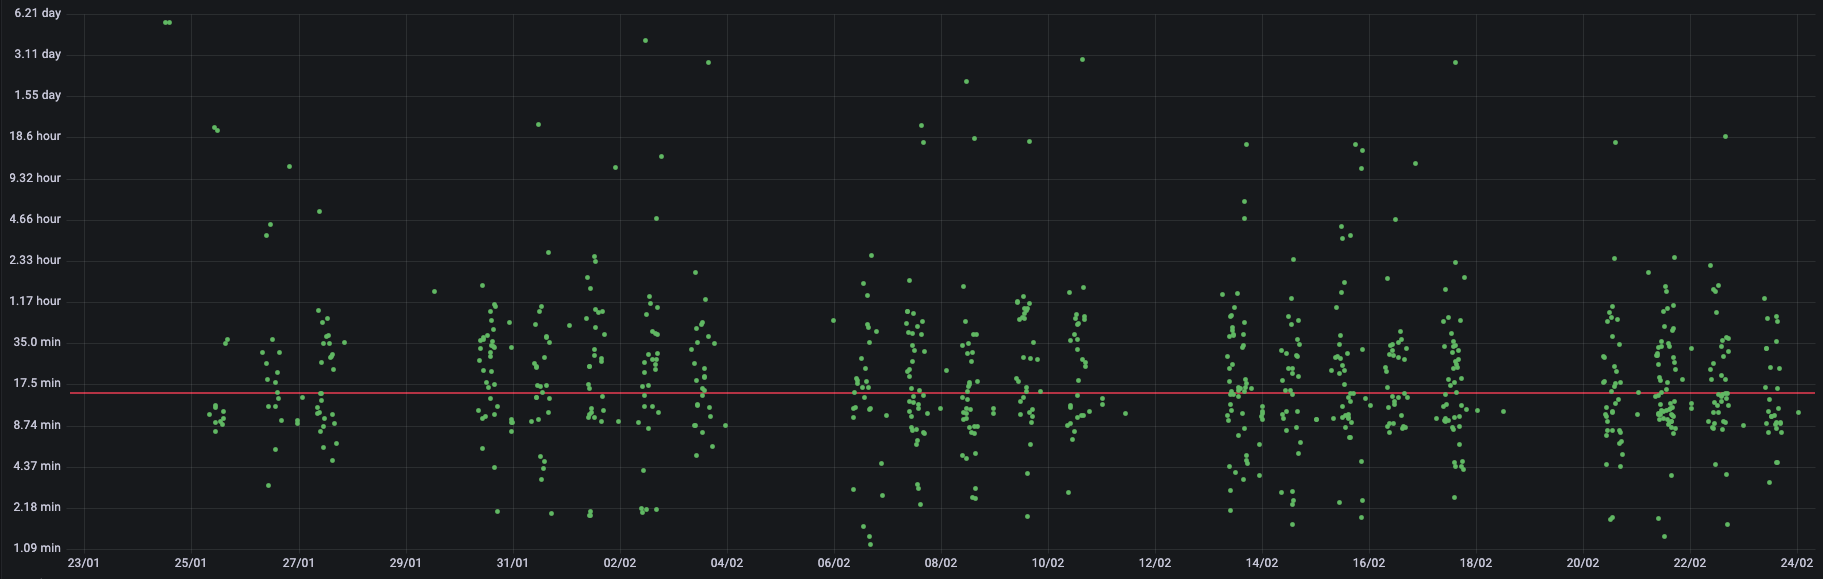 6.21 day
3.11 day
1.55 day
18.6 hour
9.32 hour
4.66 hour
2.33 hour
1.17 hour
35.0 min
17.5 min
8.74 min
4.37 min
2.18 min
1.09 min
23/01 25/01 27/01 29/01 31/01 02/02 04/02 06/02 08/02 10/02 12/02 14/02 16/02 18/02 20/02 22/02 24/02